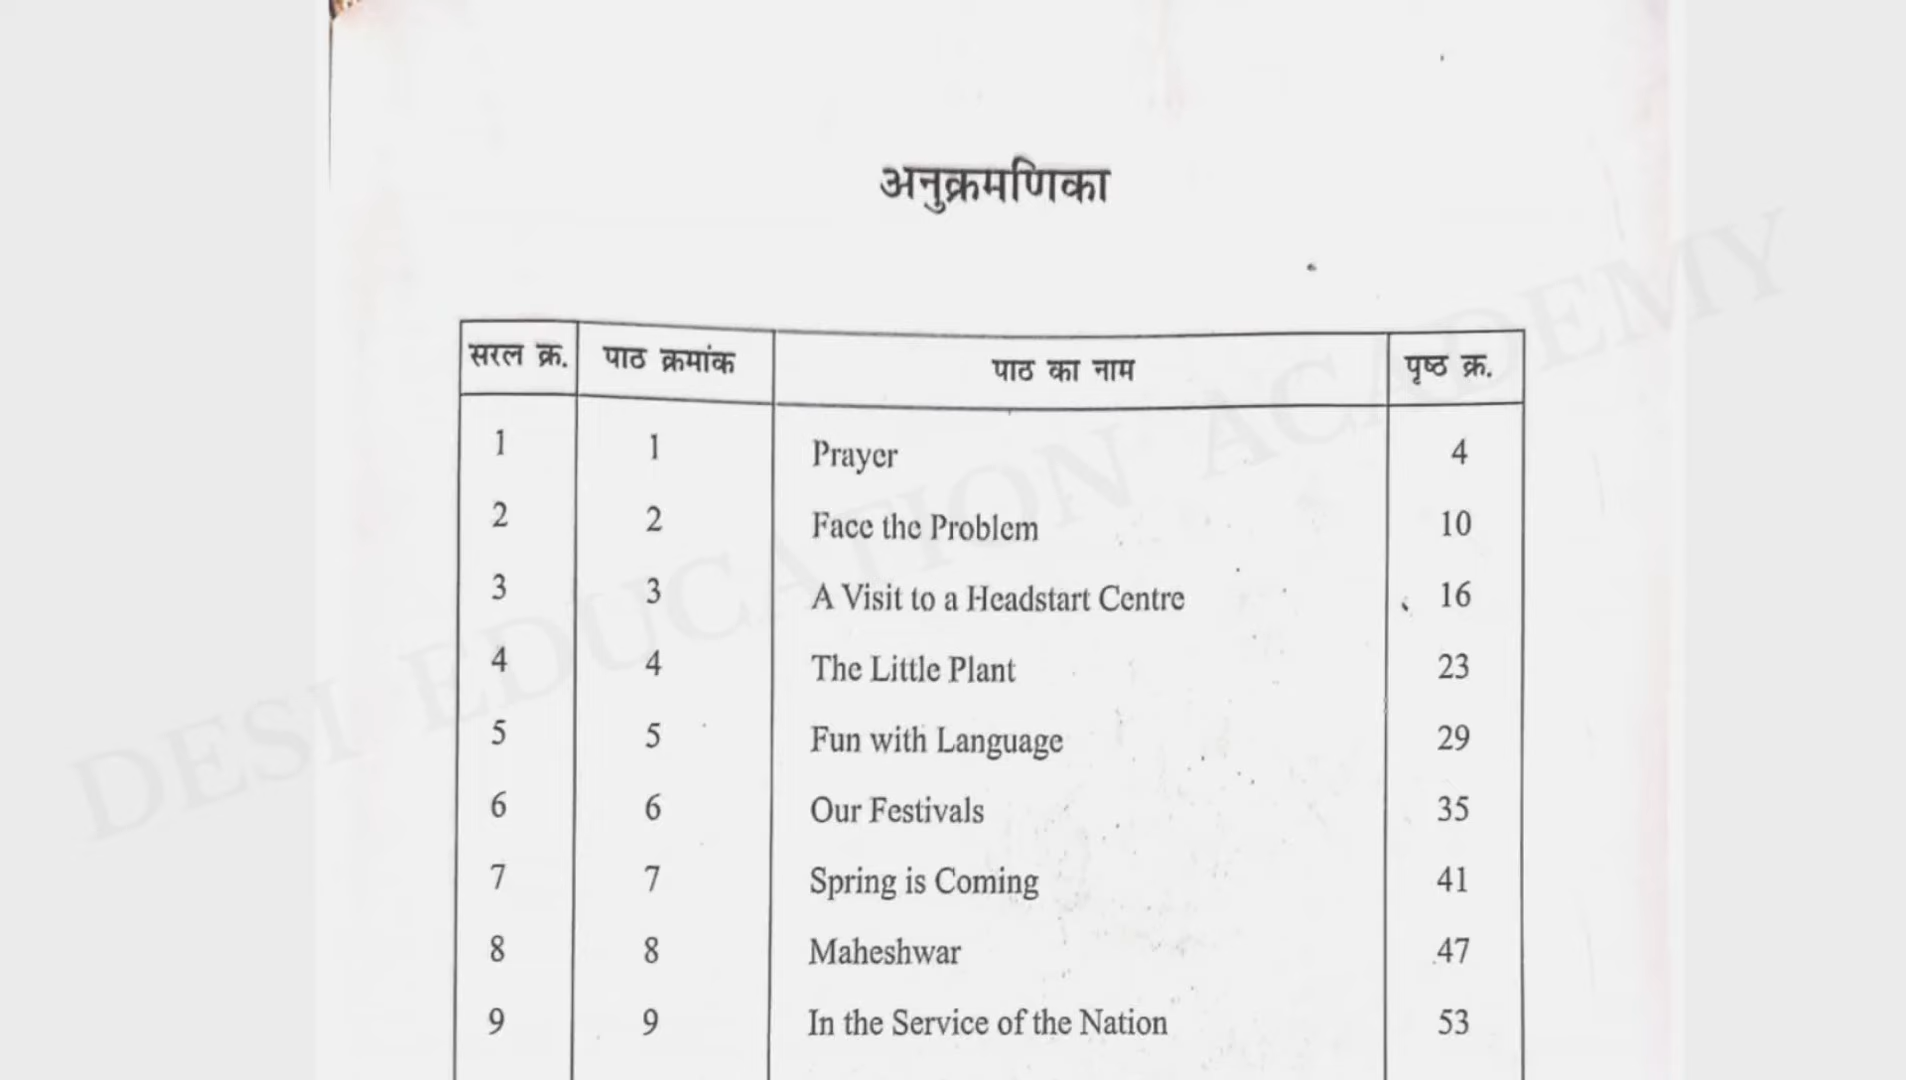 अनुक्रमणिका
सरल क्र. पाठ क्रमांक पाठ का नाम पृष्ठ क्र.
1 1 Prayer 4
2 2 Face the Problem 10
3 3 A Visit to a Headstart Centre 16
4 4 The Little Plant 23
5 5 Fun with Language 29
6 6 Our Festivals 35
7 7 Spring is Coming 41
8 8 Maheshwar 47
9 9 In the Service of the Nation 53
DESI EDUCATION ACADEMY